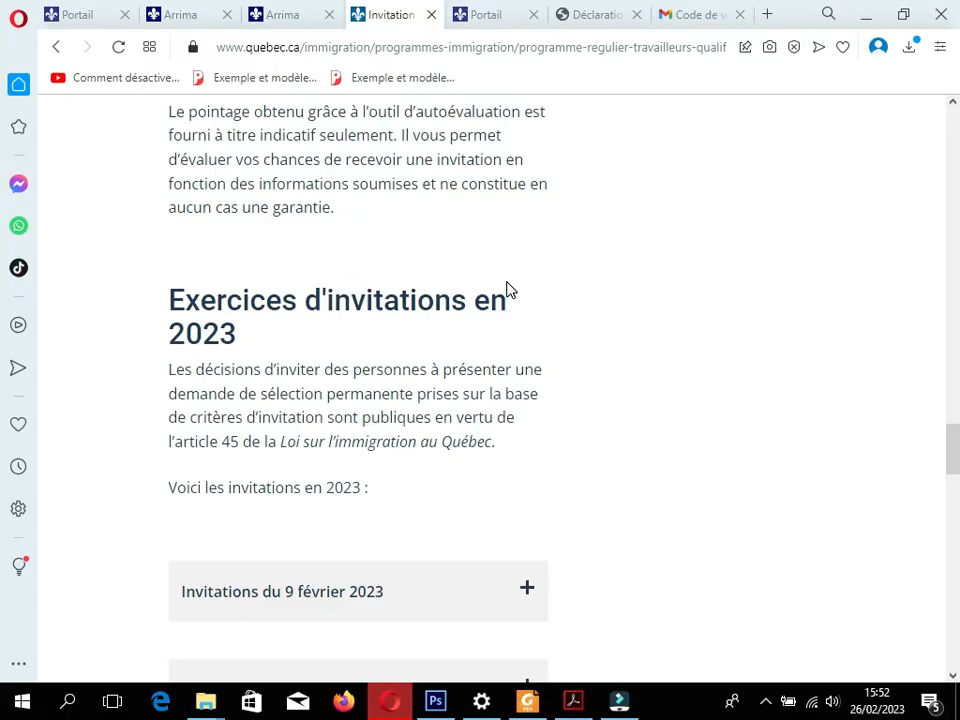 Portail
Arrima
Arrima
Invitation
Portail
Déclaratio
Code de v
www.quebec.ca/immigration/programmes-immigration/programme-regulier-travailleurs-qualif
Comment désactive...
Exemple et modèle...
Exemple et modèle...
Le pointage obtenu grâce à l'outil d'autoévaluation est
fourni à titre indicatif seulement. Il vous permet
d'évaluer vos chances de recevoir une invitation en
fonction des informations soumises et ne constitue en
aucun cas une garantie.
Exercices d'invitations en
2023
Les décisions d'inviter des personnes à présenter une
demande de sélection permanente prises sur la base
de critères d'invitation sont publiques en vertu de
l'article 45 de la Loi sur l'immigration au Québec.
Voici les invitations en 2023 :
Invitations du 9 février 2023
Ps
15:52
26/02/2023
5